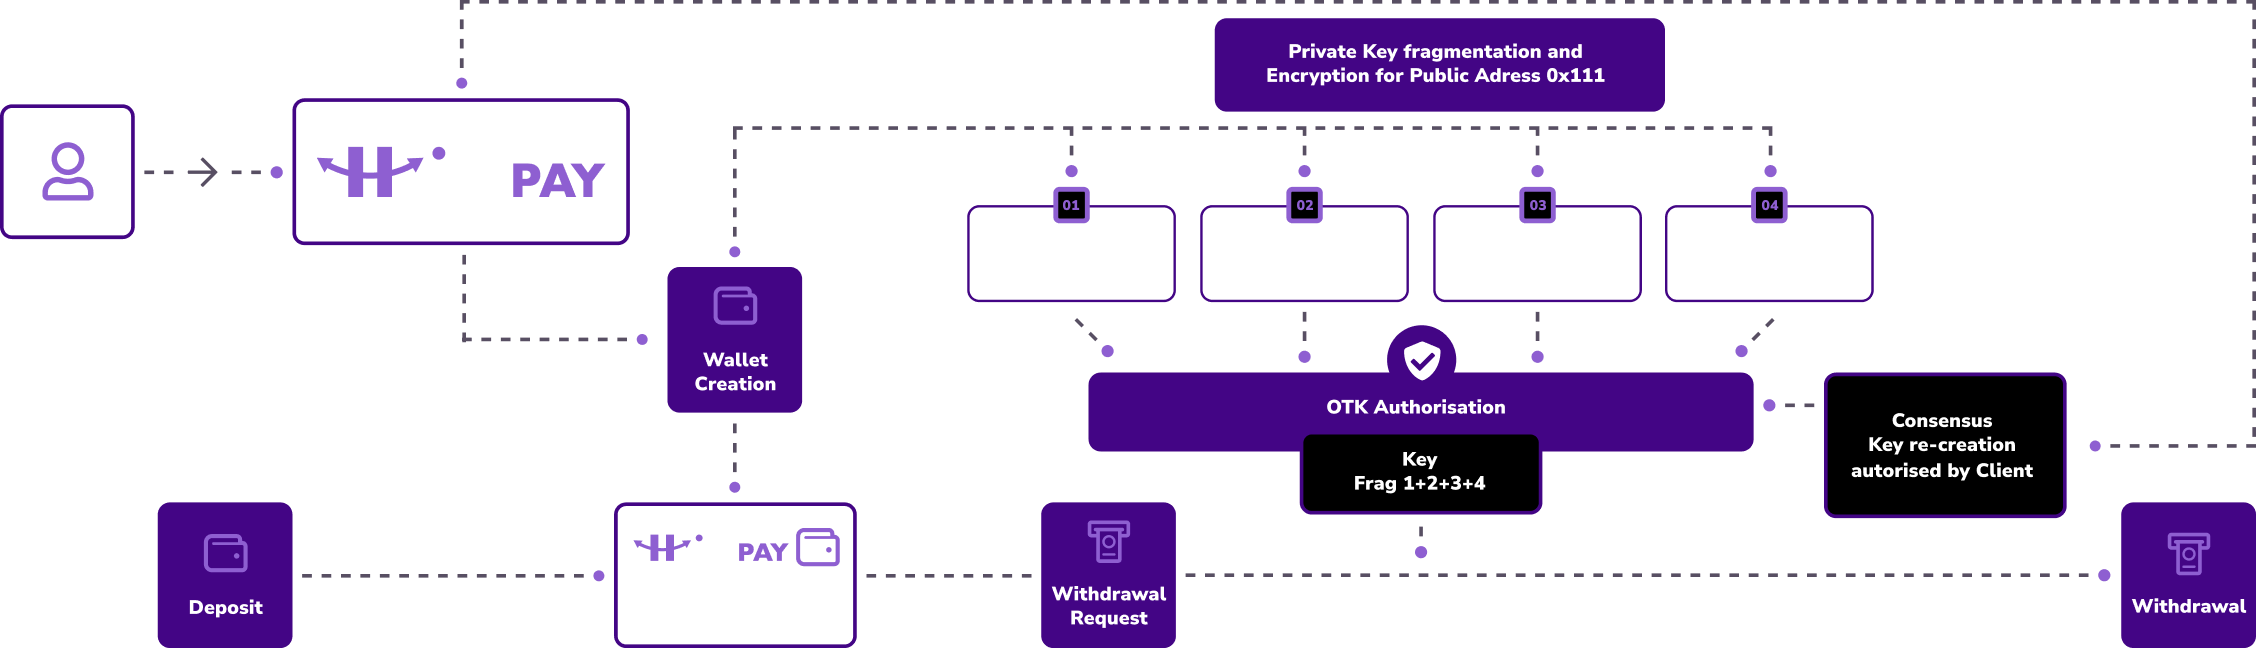 Private Key fragmentation and
Encryption for Public Adress 0x111
H PAY
01
02
03
04
Wallet
Creation
OTK Authorisation
Key
Frag 1+2+3+4
Consensus
Key re-creation
autorised by Client
Deposit
H PAY
Withdrawal
Request
Withdrawal